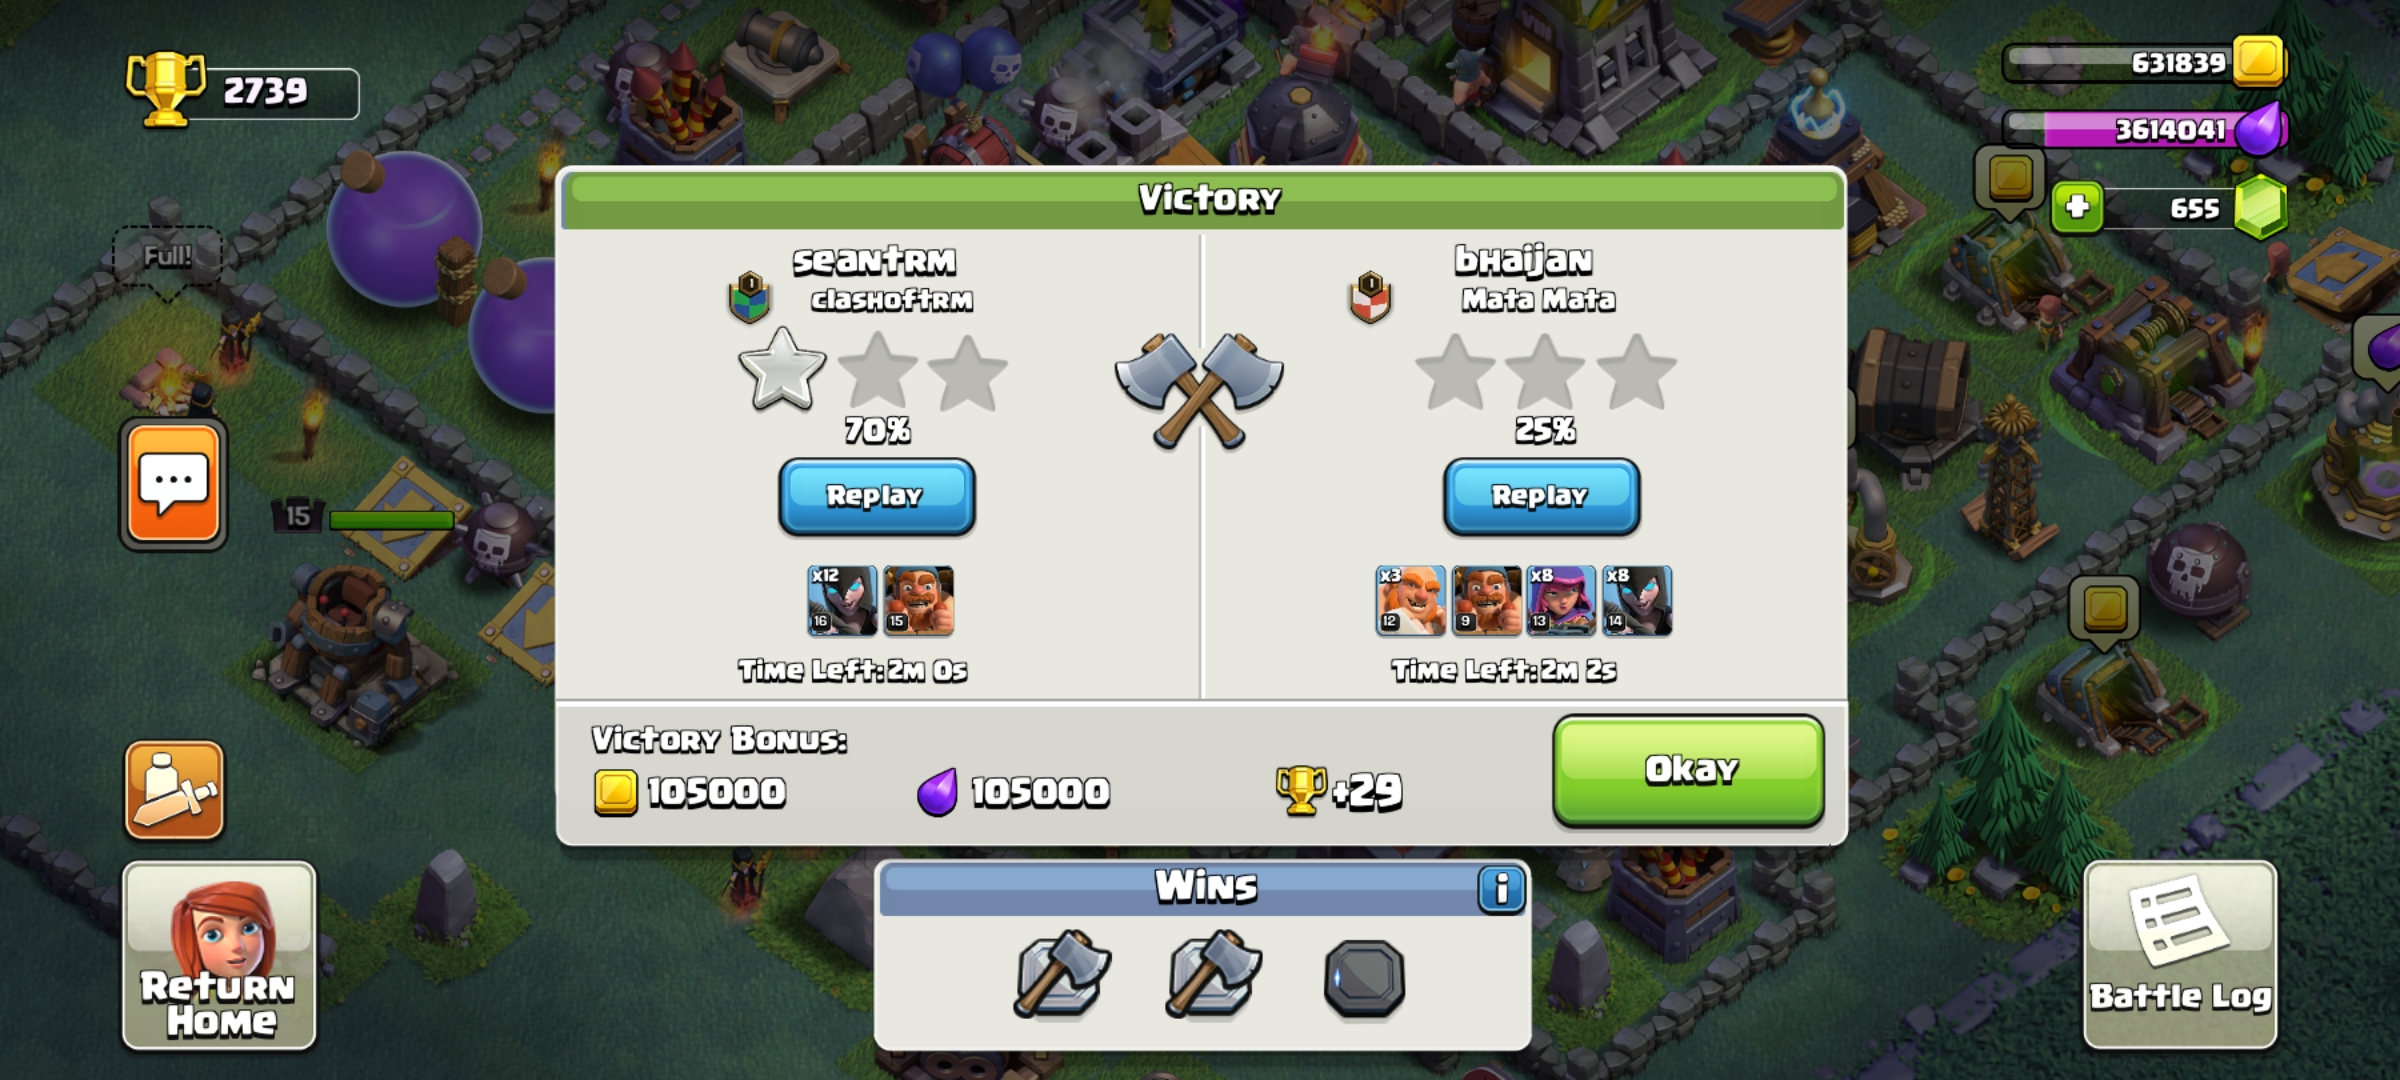 2739
631839
3614041
655
Full!
15
Victory
seantrm
clashoftrm
70%
Replay
x12
16
15
Time Left:2m 0s
bhaijan
Mata Mata
25%
Replay
x3
12
9
x8
13
x8
14
Time Left:2m 2s
Victory Bonus:
105000
105000
+29
Okay
Wins
i
Return
Home
Battle Log